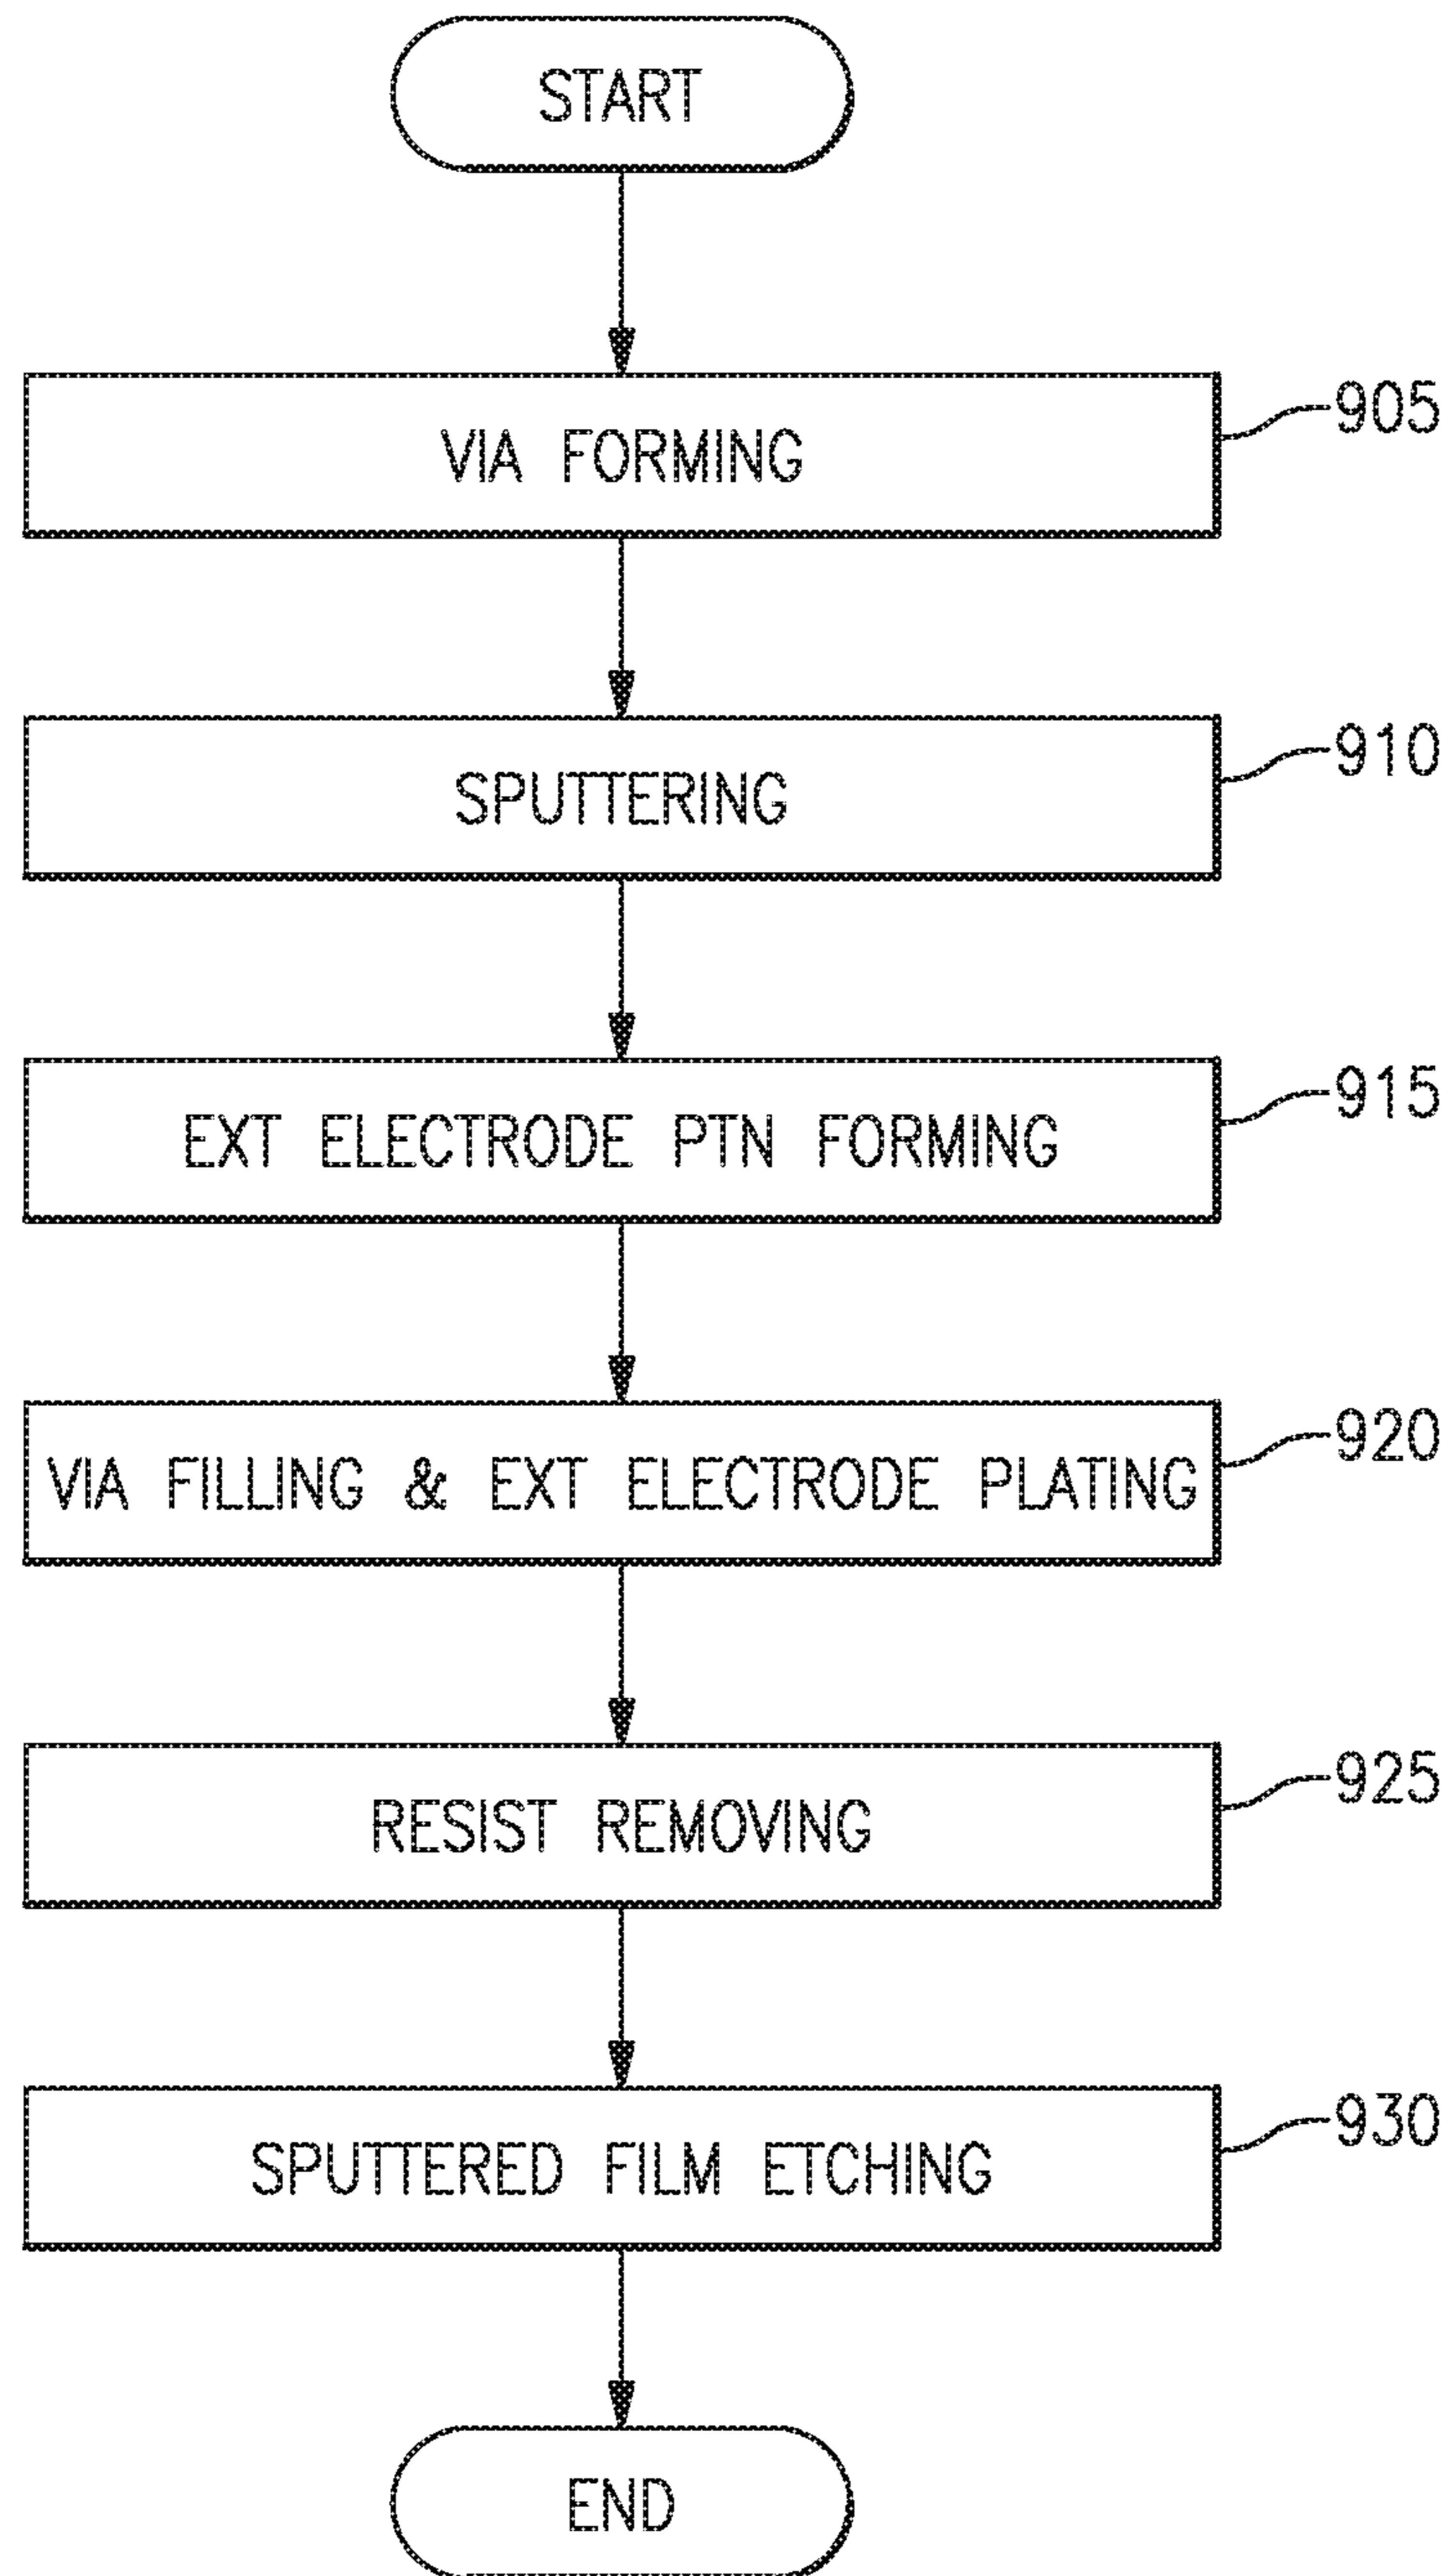 START
VIA FORMING
905
SPUTTERING
910
EXT ELECTRODE PTN FORMING
915
VIA FILLING & EXT ELECTRODE PLATING
920
RESIST REMOVING
925
SPUTTERED FILM ETCHING
930
END